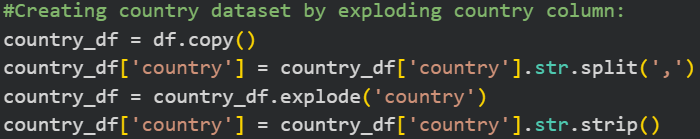 #Creating country dataset by exploding country column:
country_df = df.copy()
country_df['country'] = country_df['country'].str.split(',')
country_df = country_df.explode('country')
country_df['country'] = country_df['country'].str.strip()